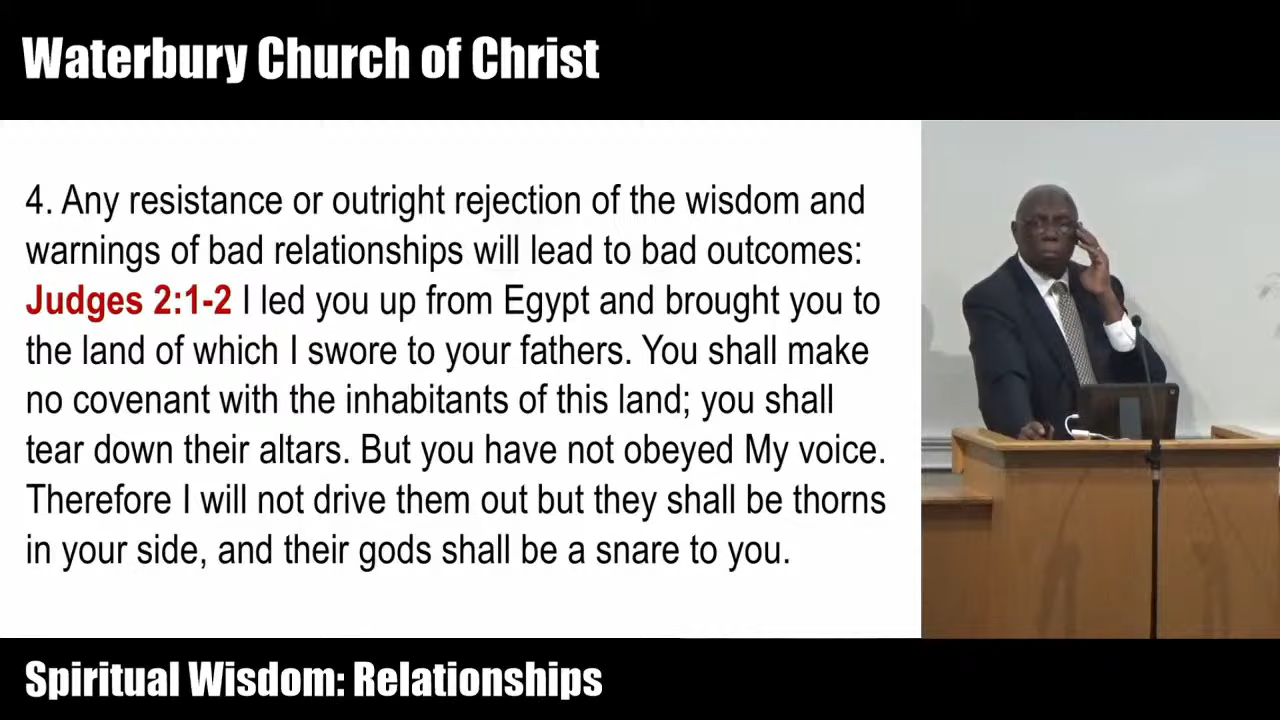 Waterbury Church of Christ
4. Any resistance or outright rejection of the wisdom and
warnings of bad relationships will lead to bad outcomes:
Judges 2:1-2 I led you up from Egypt and brought you to
the land of which I swore to your fathers. You shall make
no covenant with the inhabitants of this land; you shall
tear down their altars. But you have not obeyed My voice.
Therefore I will not drive them out but they shall be thorns
in your side, and their gods shall be a snare to you.
Spiritual Wisdom: Relationships